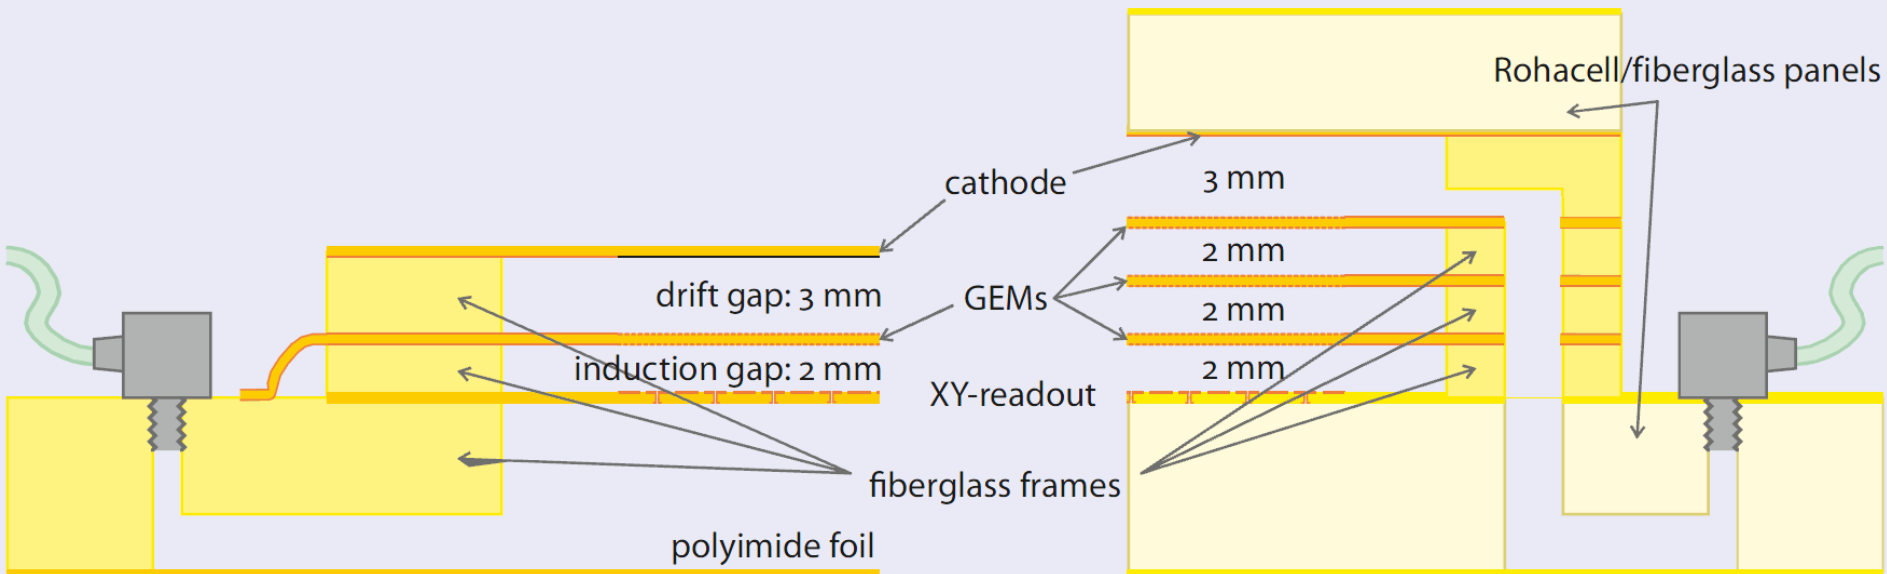 Rohacell/fiberglass panels
cathode
3 mm
2 mm
drift gap: 3 mm
GEMs
2 mm
induction gap: 2 mm
2 mm
XY-readout
fiberglass frames
polyimide foil